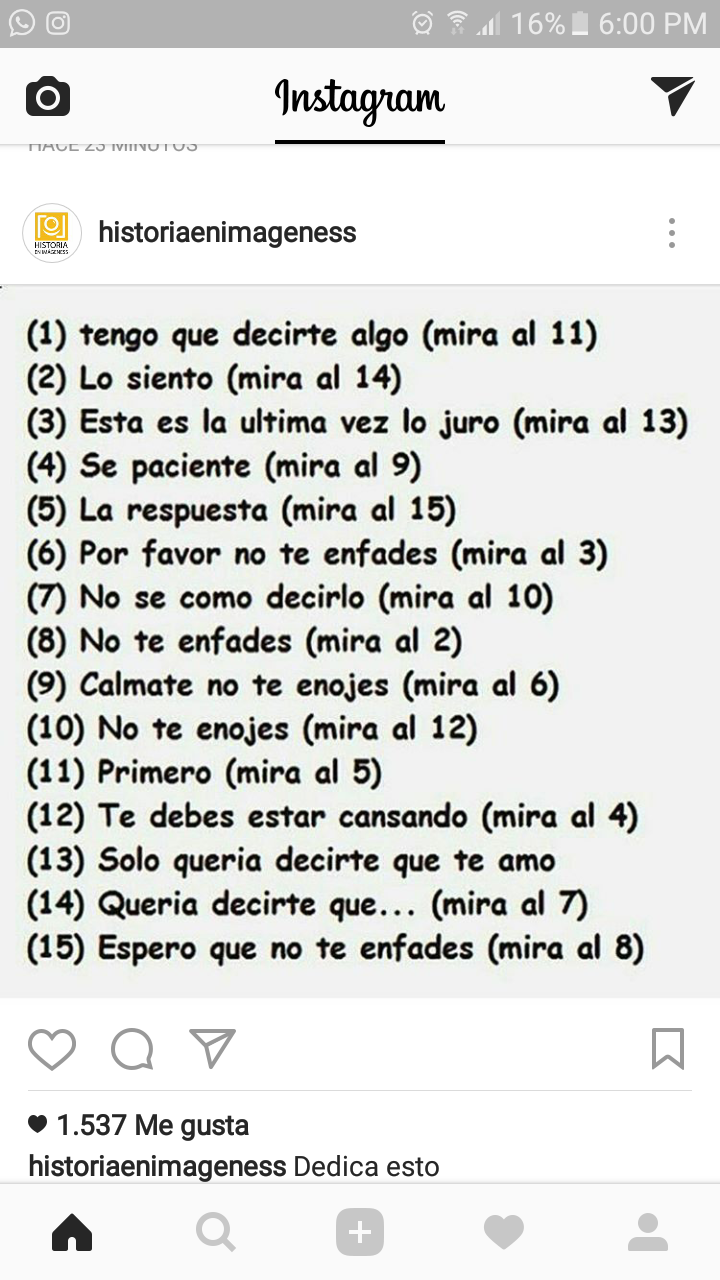 16% 6:00 PM
Instagram
HACE 23 MINUTOS
HISTORIA
EN IMAGENESS
historiaenimageness
(1) tengo que decirte algo (mira al 11)
(2) Lo siento (mira al 14)
(3) Esta es la ultima vez lo juro (mira al 13)
(4) Se paciente (mira al 9)
(5) La respuesta (mira al 15)
(6) Por favor no te enfades (mira al 3)
(7) No se como decirlo (mira al 10)
(8) No te enfades (mira al 2)
(9) Calmate no te enojes (mira al 6)
(10) No te enojes (mira al 12)
(11) Primero (mira al 5)
(12) Te debes estar cansando (mira al 4)
(13) Solo queria decirte que te amo
(14) Queria decirte que... (mira al 7)
(15) Espero que no te enfades (mira al 8)
1.537 Me gusta
historiaenimageness Dedica esto